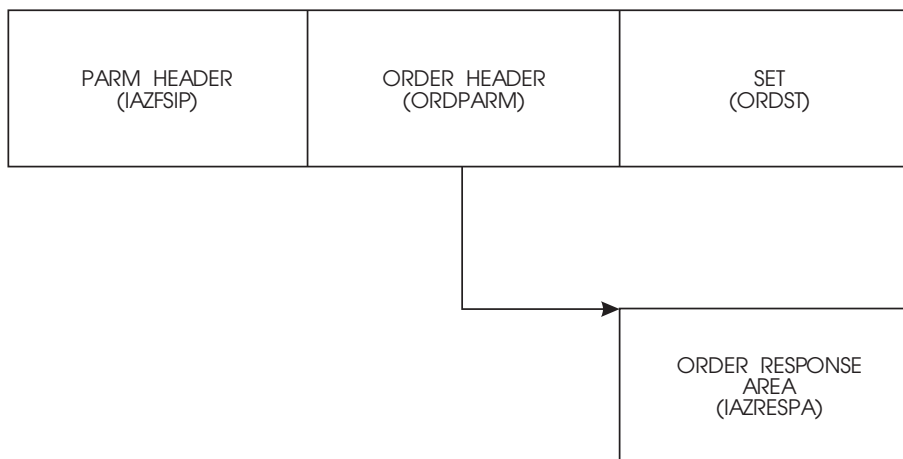 PARM HEADER
(IAZFSIP)
ORDER HEADER
(ORDPARM)
SET
(ORDST)
ORDER RESPONSE
AREA
(IAZRESPA)